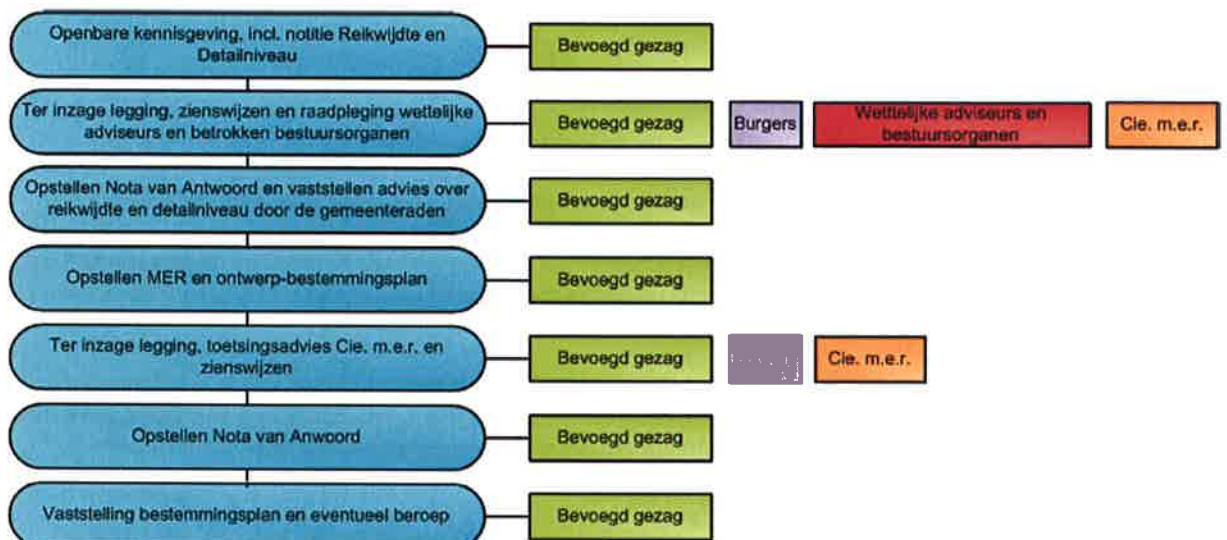 Openbare kennisgeving, incl. notitie Reikwijdte en
Detailniveau
Bevoegd gezag
Ter inzage legging, zienswijzen en raadpleging wettelijke
adviseurs en betrokken bestuursorganen
Bevoegd gezag
Burgers
Wettelijke adviseurs en
bestuursorganen
Cie. m.e.r.
Opstellen Nota van Antwoord en vaststellen advies over
reikwijdte en detailniveau door de gemeenteraden
Bevoegd gezag
Opstellen MER en ontwerp-bestemmingsplan
Bevoegd gezag
Ter inzage legging, toetsingsadvies Cie. m.e.r. en
zienswijzen
Bevoegd gezag
Cie. m.e.r.
Opstellen Nota van Anwoord
Bevoegd gezag
Vaststelling bestemmingsplan en eventueel beroep
Bevoegd gezag